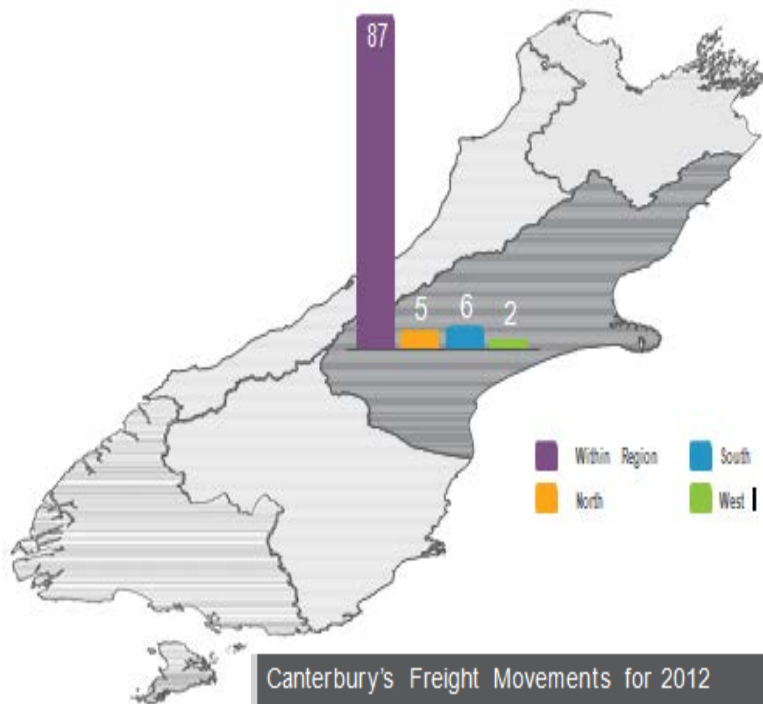 87
5
6
2
Within Region
South
North
West
Canterbury's Freight Movements for 2012